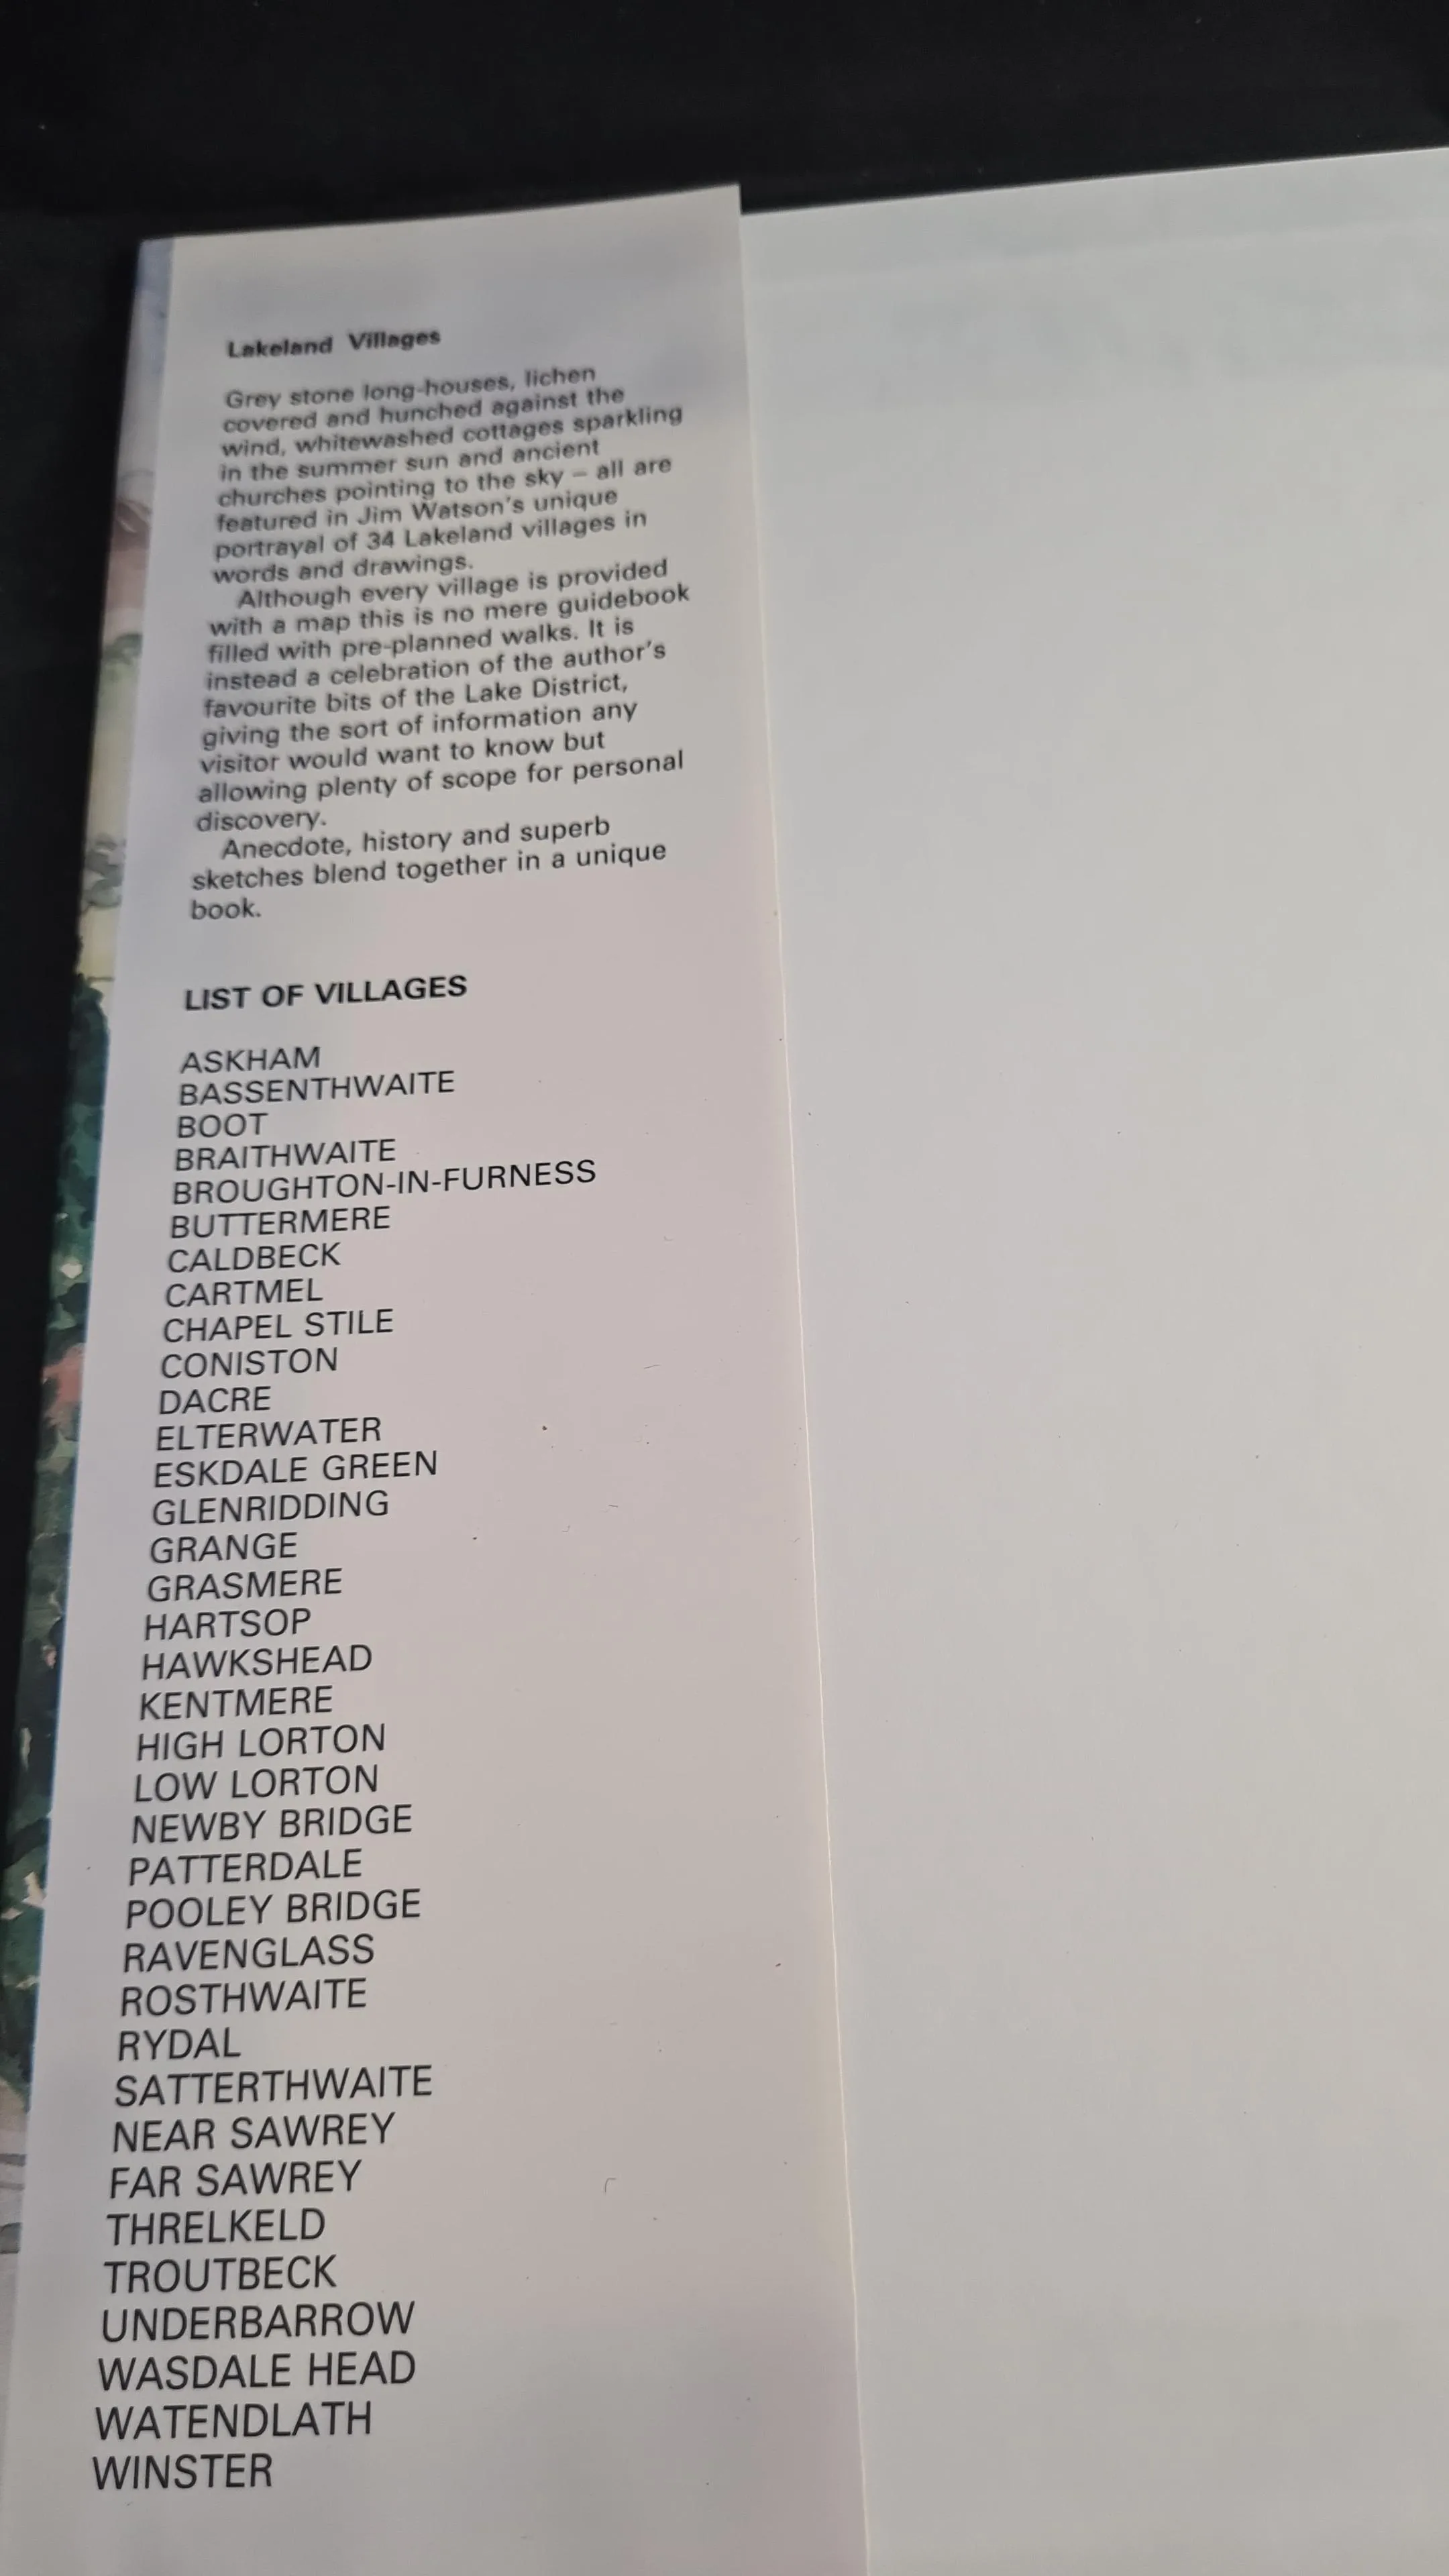 Lakeland Villages
Grey stone long-houses, lichen
covered and hunched against the
wind, whitewashed cottages sparkling
in the summer sun and ancient
churches pointing to the sky – all are
featured in Jim Watson's unique
portrayal of 34 Lakeland villages in
words and drawings.
Although every village is provided
with a map this is no mere guidebook
filled with pre-planned walks. It is
instead a celebration of the author's
favourite bits of the Lake District,
giving the sort of information any
visitor would want to know but
allowing plenty of scope for personal
discovery.
Anecdote, history and superb
sketches blend together in a unique
book.
LIST OF VILLAGES
ASKHAM
BASSENTHWAITE
BOOT
BRAITHWAITE
BROUGHTON-IN-FURNESS
BUTTERMERE
CALDBECK
CARTMEL
CHAPEL STILE
CONISTON
DACRE
ELTERWATER
ESKDALE GREEN
GLENRIDDING
GRANGE
GRASMERE
HARTSOP
HAWKSHEAD
KENTMERE
HIGH LORTON
LOW LORTON
NEWBY BRIDGE
PATTERDALE
POOLEY BRIDGE
RAVENGLASS
ROSTHWAITE
RYDAL
SATTERTHWAITE
NEAR SAWREY
FAR SAWREY
THRELKELD
TROUTBECK
UNDERBARROW
WASDALE HEAD
WATENDLATH
WINSTER